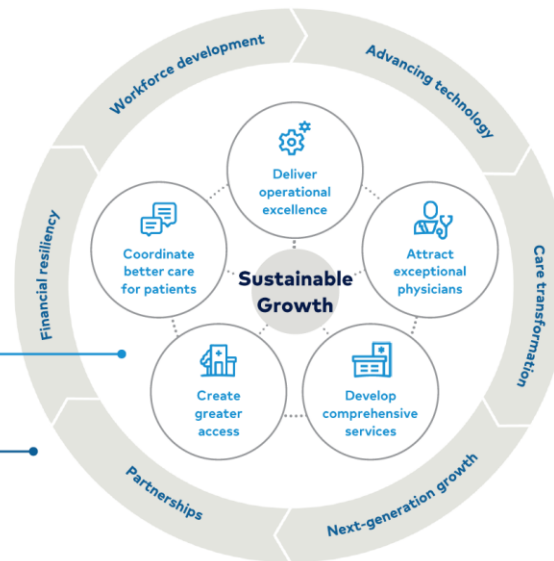 Workforce development
Advancing technology
Financial resiliency
Care transformation
Partnerships
Next-generation growth
Deliver
operational
excellence
Coordinate
better care
for patients
Attract
exceptional
physicians
Sustainable
Growth
Create
greater
access
Develop
comprehensive
services